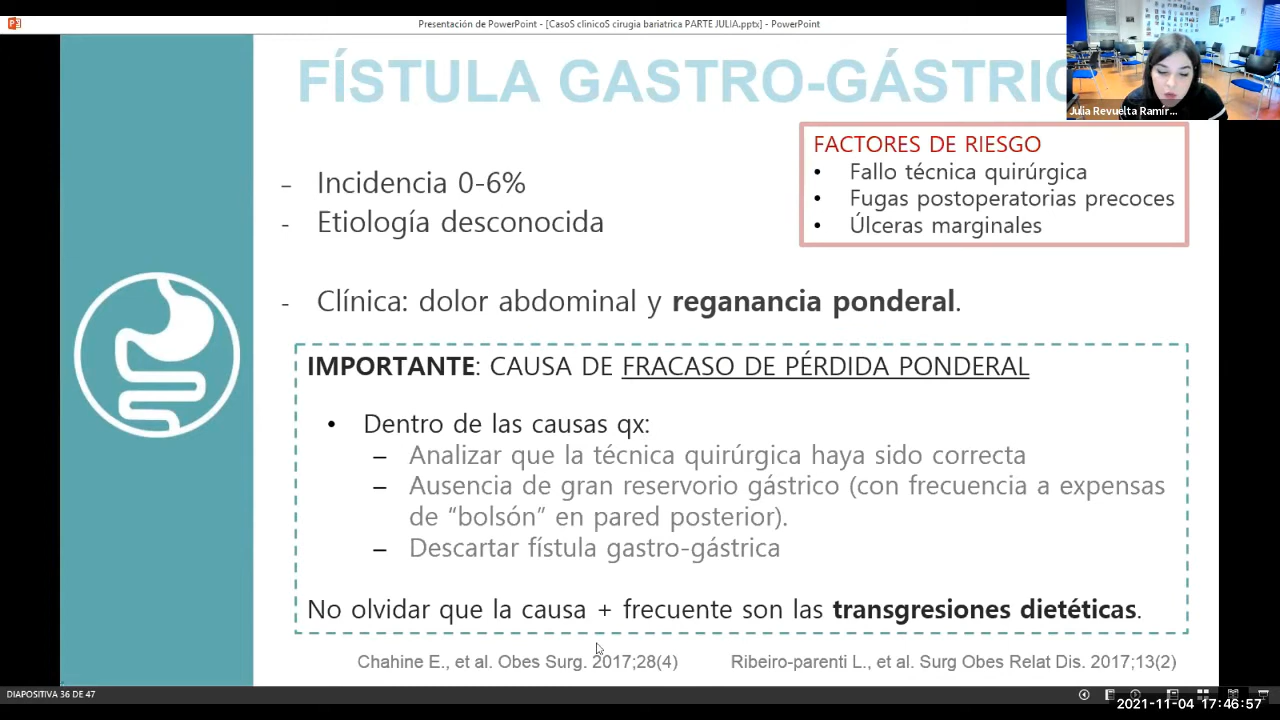 Presentación de PowerPoint - [CasoS clinicoS cirugia bariatrica PARTE JULIA.pptx] - PowerPoint
FÍSTULA GASTRO-GÁSTRIC
Julia Revuelta Ramír...
FACTORES DE RIESGO
• Fallo técnica quirúrgica
• Fugas postoperatorias precoces
• Úlceras marginales
- Incidencia 0-6%
- Etiología desconocida
- Clínica: dolor abdominal y reganancia ponderal.
IMPORTANTE: CAUSA DE FRACASO DE PÉRDIDA PONDERAL
• Dentro de las causas qx:
– Analizar que la técnica quirúrgica haya sido correcta
– Ausencia de gran reservorio gástrico (con frecuencia a expensas
de “bolsón” en pared posterior).
– Descartar fístula gastro-gástrica
No olvidar que la causa + frecuente son las transgresiones dietéticas.
Chahine E., et al. Obes Surg. 2017;28(4)
Ribeiro-parenti L., et al. Surg Obes Relat Dis. 2017;13(2)
DIAPOSITIVA 36 DE 47
2021-11-04 17:46:57